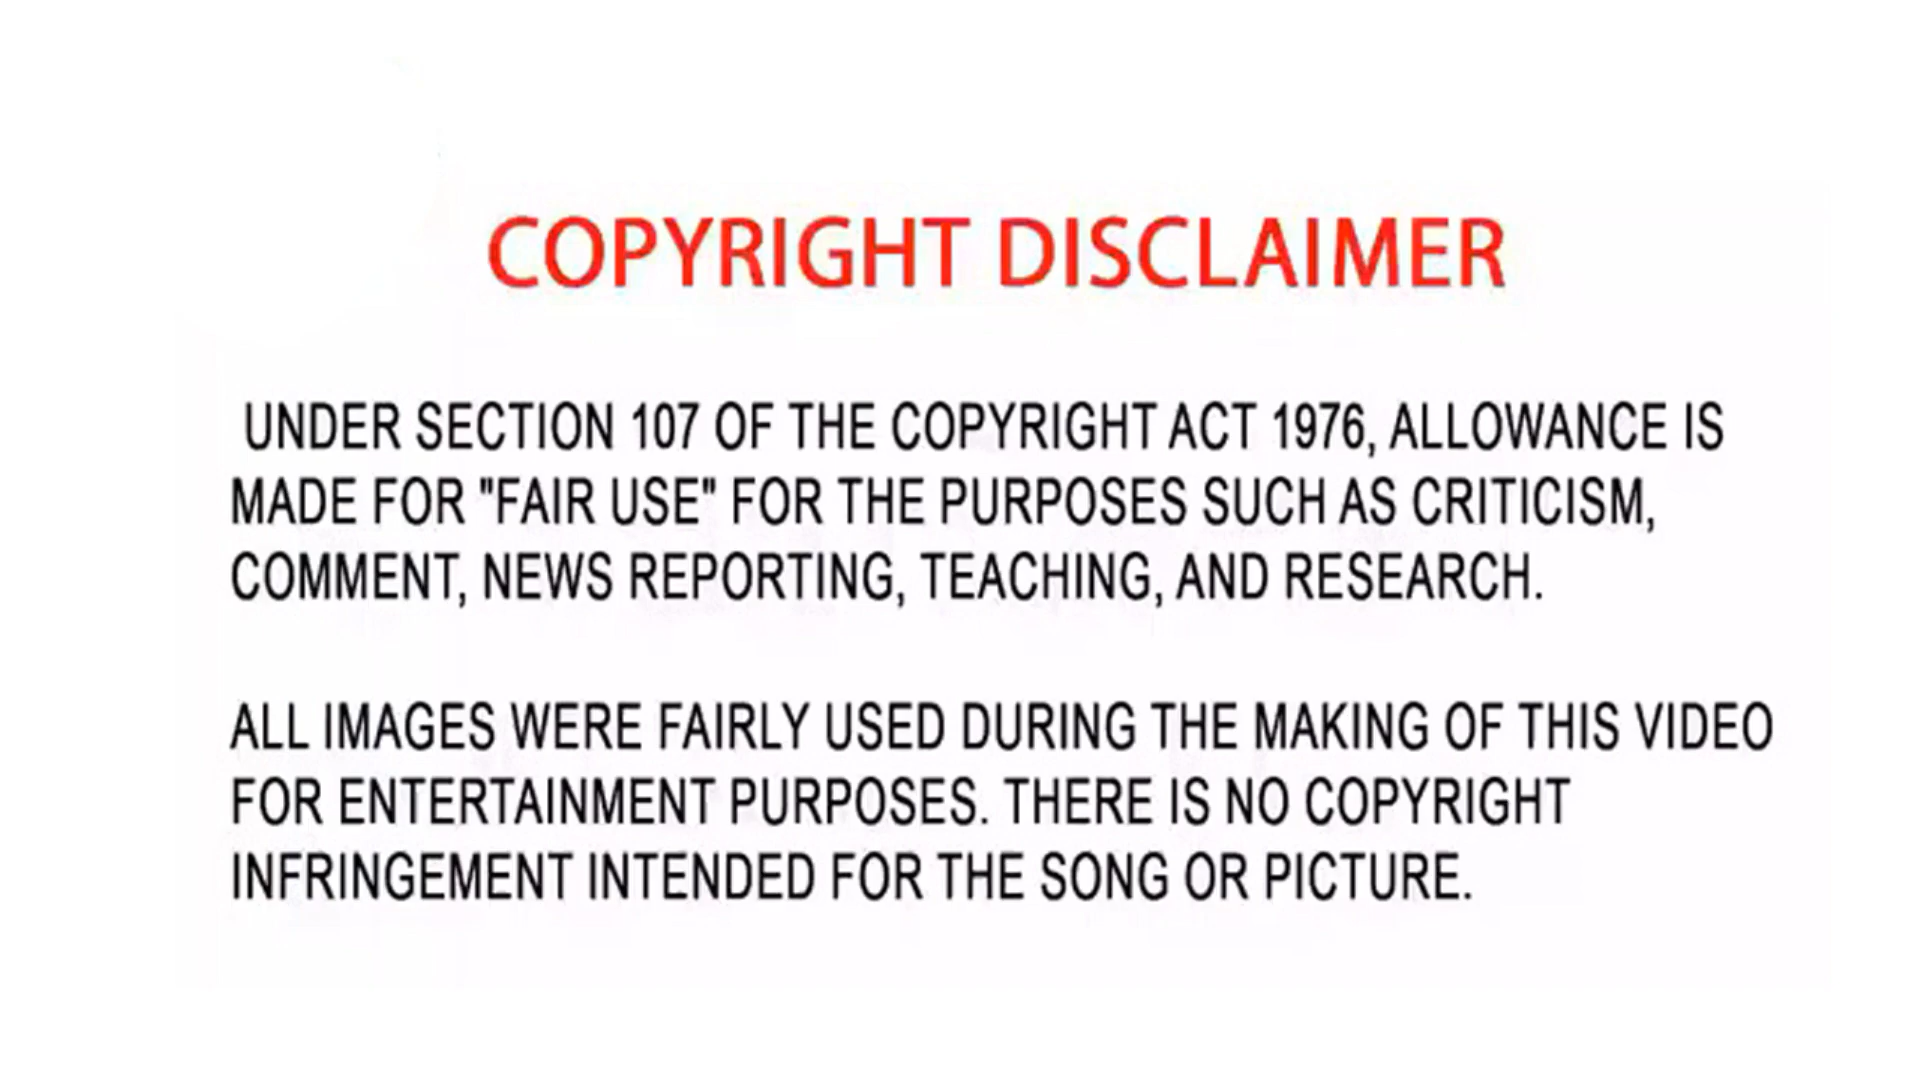 COPYRIGHT DISCLAIMER
UNDER SECTION 107 OF THE COPYRIGHT ACT 1976, ALLOWANCE IS
MADE FOR "FAIR USE" FOR THE PURPOSES SUCH AS CRITICISM,
COMMENT, NEWS REPORTING, TEACHING, AND RESEARCH.
ALL IMAGES WERE FAIRLY USED DURING THE MAKING OF THIS VIDEO
FOR ENTERTAINMENT PURPOSES. THERE IS NO COPYRIGHT
INFRINGEMENT INTENDED FOR THE SONG OR PICTURE.